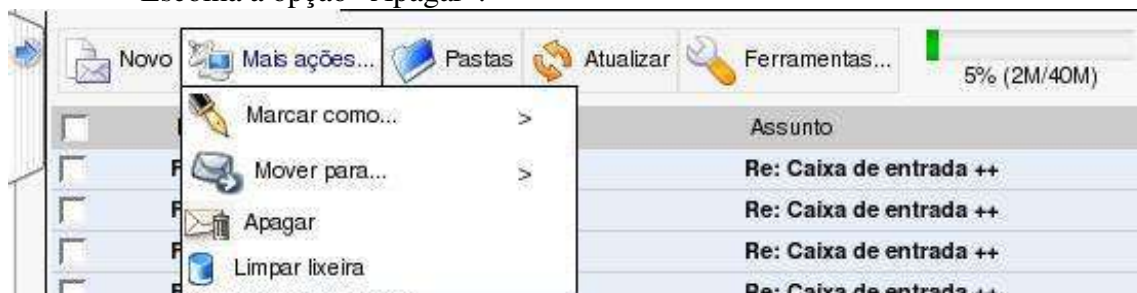 Escolha a opção "Apagar".
Novo Mais ações... Pastas Atualizar Ferramentas...
5% (2M/40M)
Marcar como... >
Assunto
Mover para... >
Re: Caixa de entrada ++
Re: Caixa de entrada ++
Apagar
Re: Caixa de entrada ++
Limpar lixeira
Re: Caixa de entrada ++